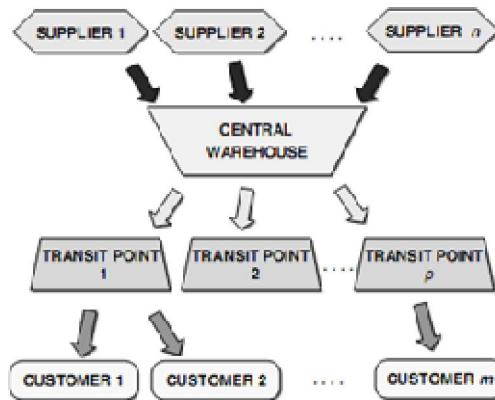 SUPPLIER 1 SUPPLIER 2 .... SUPPLIER n
CENTRAL
WAREHOUSE
TRANSIT POINT
1
TRANSIT POINT
2
....
TRANSIT POINT
p
CUSTOMER 1 CUSTOMER 2 .... CUSTOMER m